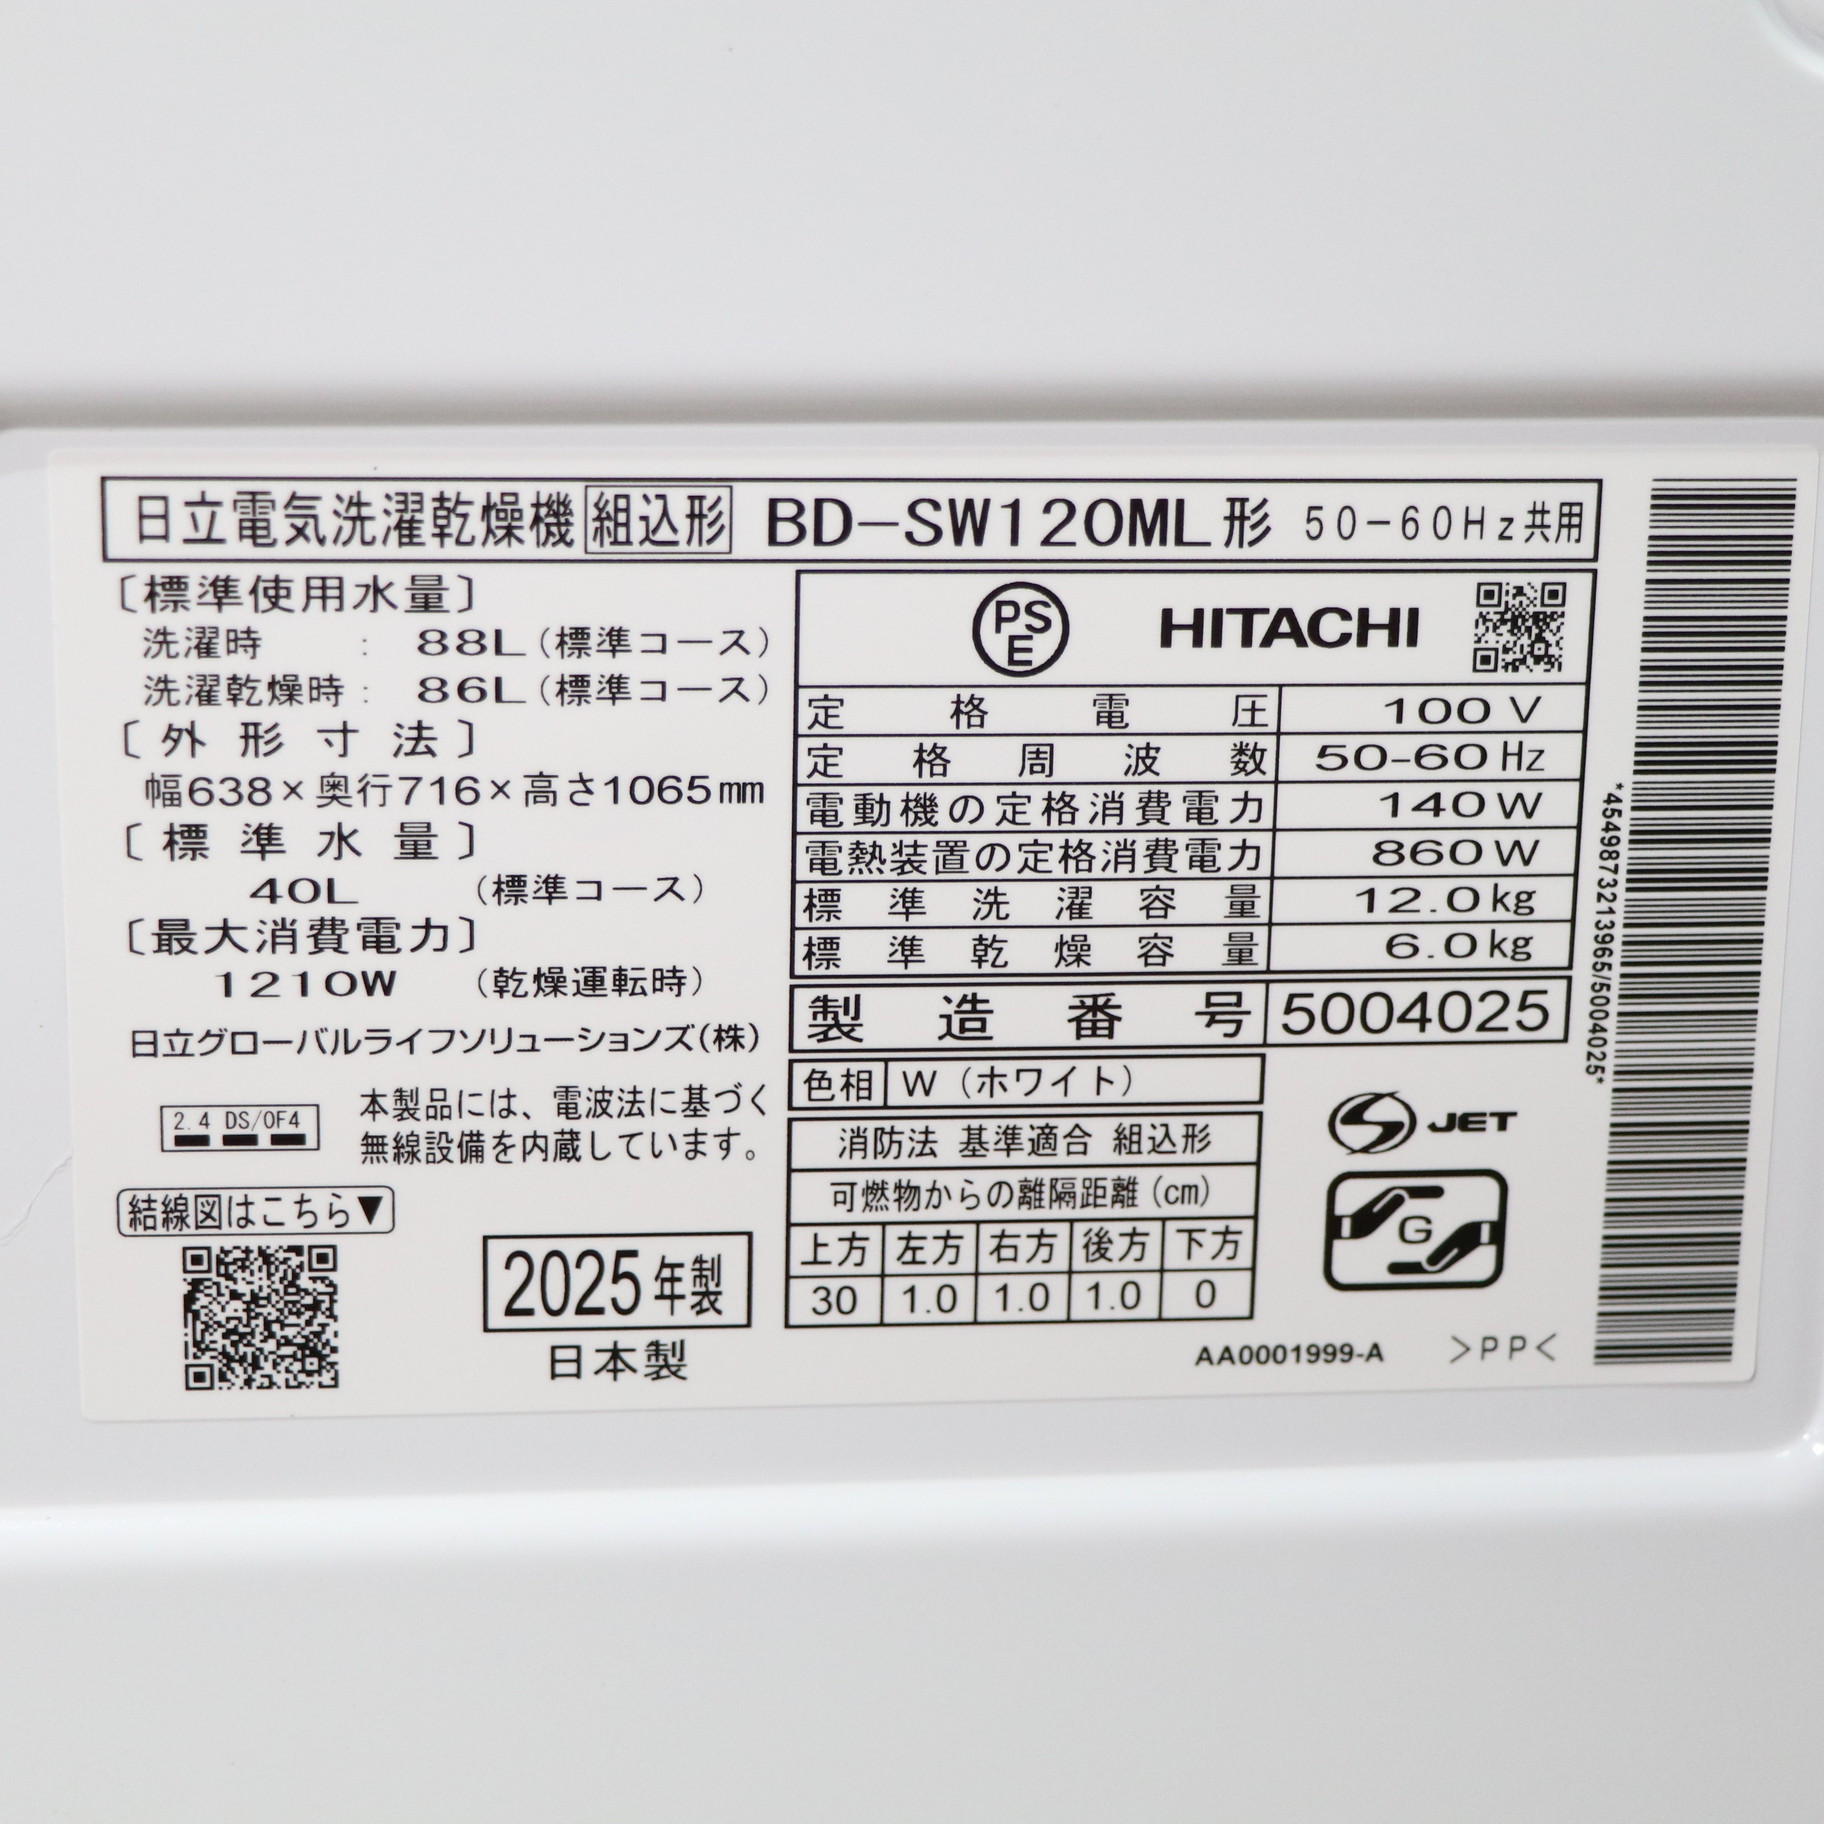 日立電気洗濯乾燥機 組込形 BD-SW120ML形 50-60Hz共用
〔標準使用水量〕
洗濯時 : 88L(標準コース)
洗濯乾燥時: 86L(標準コース)
〔外形寸法〕
幅638×奥行716×高さ1065mm
〔標準水量〕
40L (標準コース)
〔最大消費電力〕
1210W (乾燥運転時)
日立グローバルライフソリューションズ(株)
2.4 DS/OF4
本製品には、電波法に基づく
無線設備を内蔵しています。
結線図はこちら▼
2025年製
日本製
PSE HITACHI
定格電圧 100V
定格周波数 50-60Hz
電動機の定格消費電力 140W
電熱装置の定格消費電力 860W
標準洗濯容量 12.0kg
標準乾燥容量 6.0kg
製造番号 5004025
色相 W(ホワイト)
消防法 基準適合 組込形
可燃物からの離隔距離(cm)
上方 左方 右方 後方 下方
30 1.0 1.0 1.0 0
S JET
G
AA0001999-A >PP<
*4549873213965/5004025*